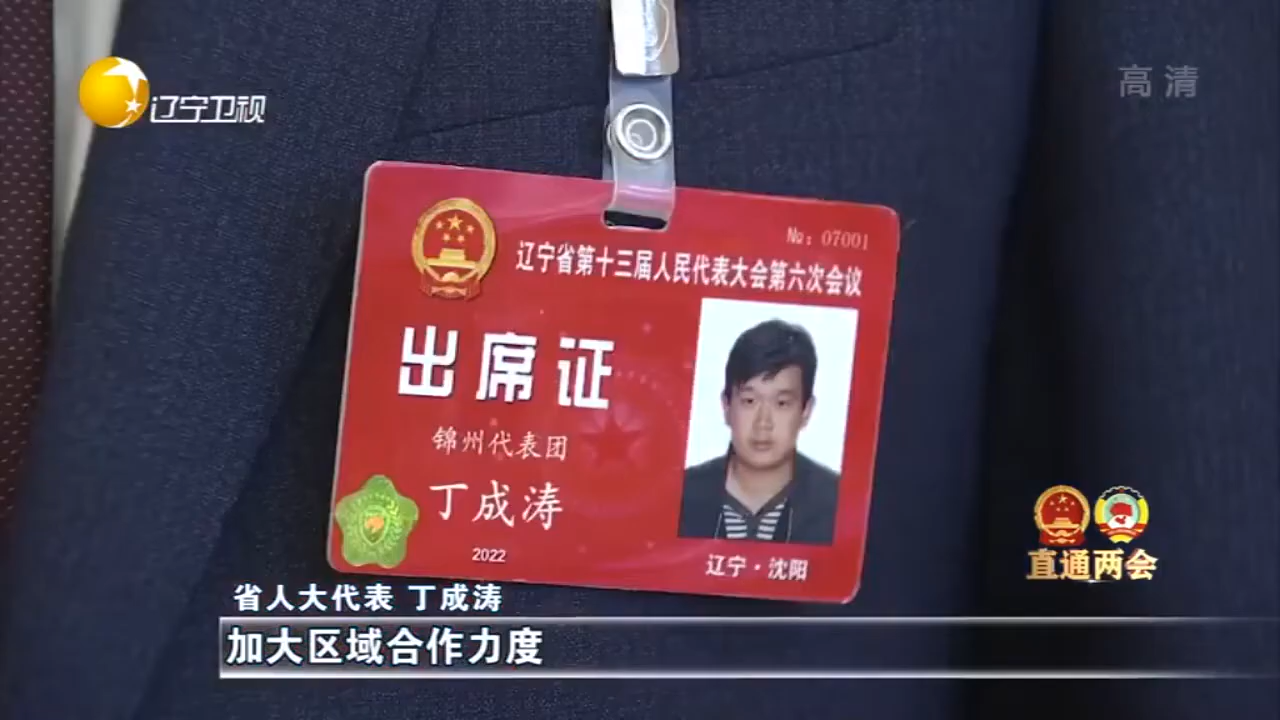 辽宁卫视
高清
№：07001
辽宁省第十三届人民代表大会第六次会议
出席证
锦州代表团
丁成涛
2022
辽宁·沈阳
直通两会
省人大代表 丁成涛
加大区域合作力度